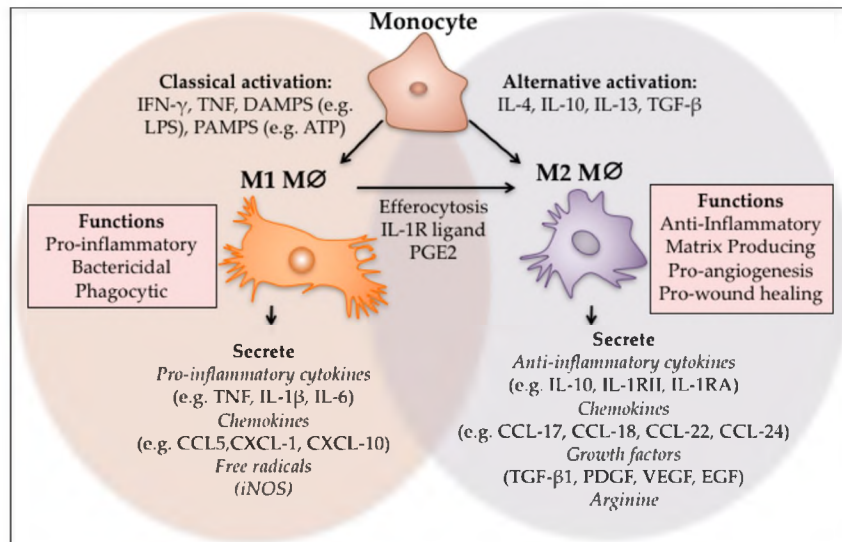 Monocyte
Classical activation:
IFN-γ, TNF, DAMPS (e.g.
LPS), PAMPS (e.g. ATP)
Alternative activation:
IL-4, IL-10, IL-13, TGF-β
M1 MØ
M2 MØ
Efferocytosis
IL-1R ligand
PGE2
Functions
Pro-inflammatory
Bactericidal
Phagocytic
Functions
Anti-Inflammatory
Matrix Producing
Pro-angiogenesis
Pro-wound healing
Secrete
Pro-inflammatory cytokines
(e.g. TNF, IL-1β, IL-6)
Chemokines
(e.g. CCL5,CXCL-1, CXCL-10)
Free radicals
(iNOS)
Secrete
Anti-inflammatory cytokines
(e.g. IL-10, IL-1RII, IL-1RA)
Chemokines
(e.g. CCL-17, CCL-18, CCL-22, CCL-24)
Growth factors
(TGF-β1, PDGF, VEGF, EGF)
Arginine